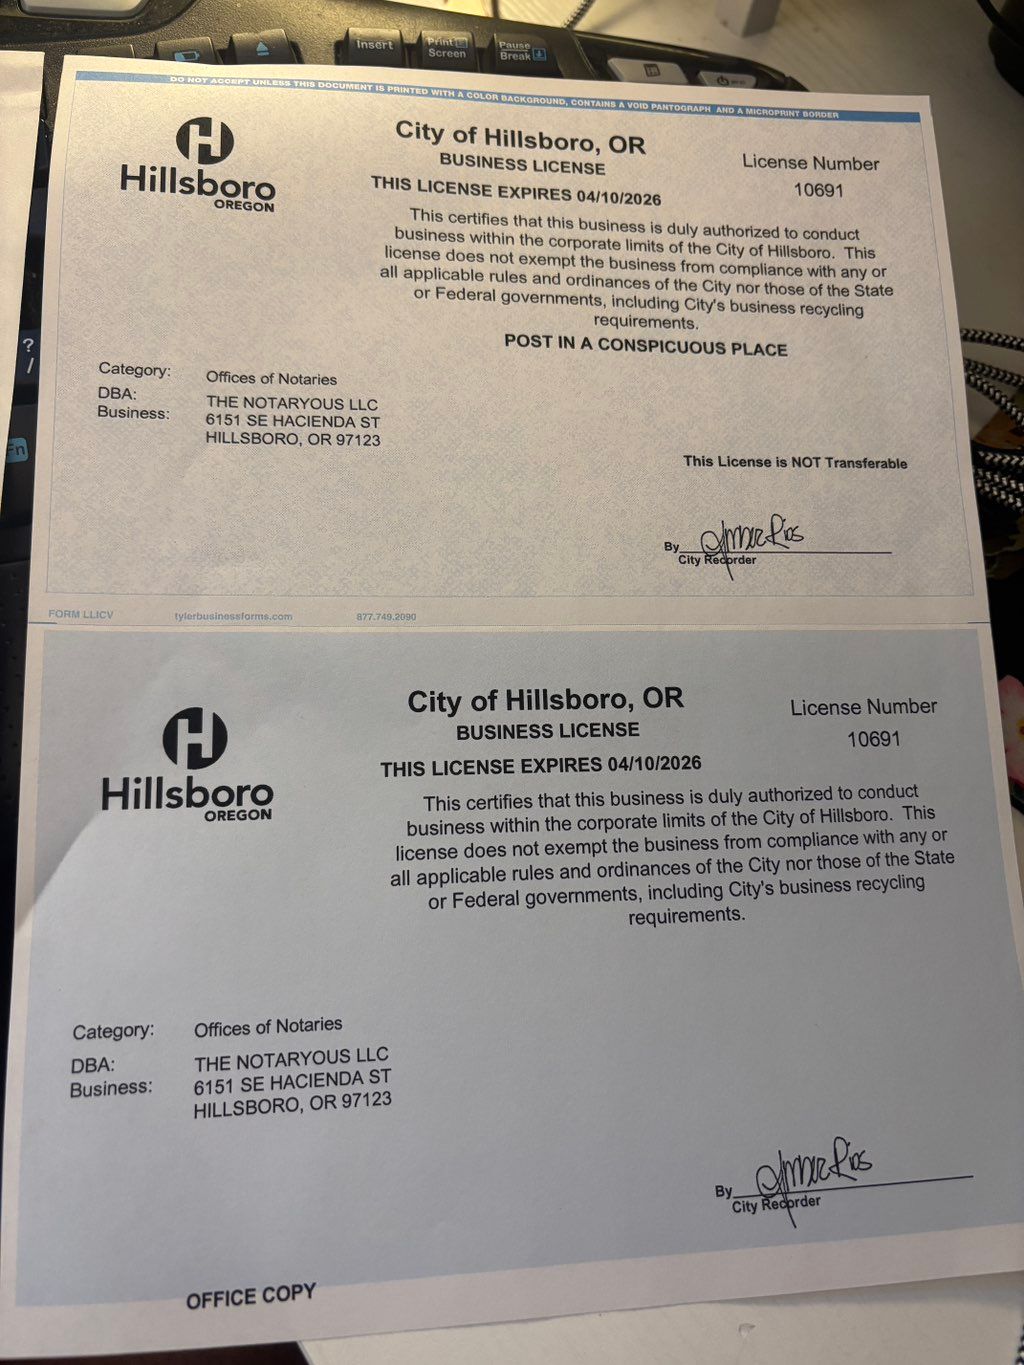 Insert
Print
Screen
Pause
Break
?
/
Fn
DO NOT ACCEPT UNLESS THIS DOCUMENT IS PRINTED WITH A COLOR BACKGROUND, CONTAINS A VOID PANTOGRAPH AND A MICROPRINT BORDER
Hillsboro
OREGON
City of Hillsboro, OR
BUSINESS LICENSE
THIS LICENSE EXPIRES 04/10/2026
License Number
10691
This certifies that this business is duly authorized to conduct
business within the corporate limits of the City of Hillsboro. This
license does not exempt the business from compliance with any or
all applicable rules and ordinances of the City nor those of the State
or Federal governments, including City's business recycling
requirements.
POST IN A CONSPICUOUS PLACE
Category: Offices of Notaries
DBA: THE NOTARYOUS LLC
Business: 6151 SE HACIENDA ST
HILLSBORO, OR 97123
This License is NOT Transferable
By Amber Rios
City Recorder
FORM LLICV tylerbusinessforms.com 877.749.2090
Hillsboro
OREGON
City of Hillsboro, OR
BUSINESS LICENSE
THIS LICENSE EXPIRES 04/10/2026
License Number
10691
This certifies that this business is duly authorized to conduct
business within the corporate limits of the City of Hillsboro. This
license does not exempt the business from compliance with any or
all applicable rules and ordinances of the City nor those of the State
or Federal governments, including City's business recycling
requirements.
Category: Offices of Notaries
DBA: THE NOTARYOUS LLC
Business: 6151 SE HACIENDA ST
HILLSBORO, OR 97123
By Amber Rios
City Recorder
OFFICE COPY